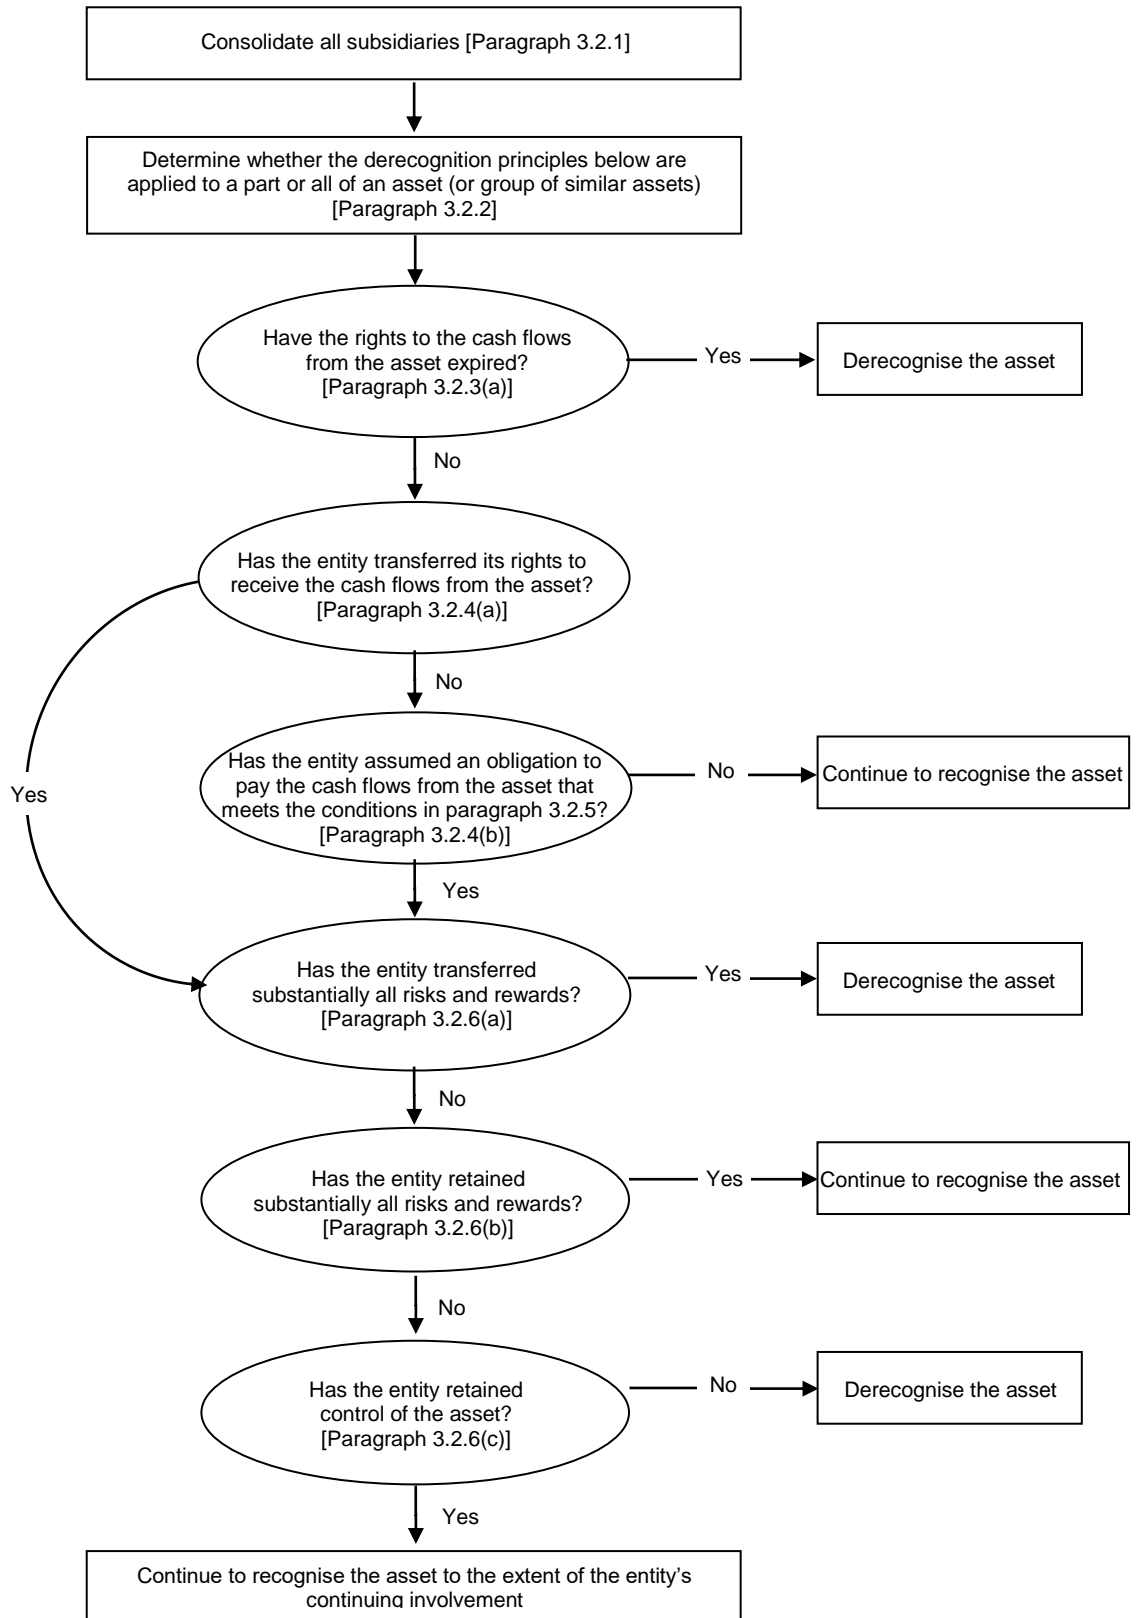 Consolidate all subsidiaries [Paragraph 3.2.1]
Determine whether the derecognition principles below are
applied to a part or all of an asset (or group of similar assets)
[Paragraph 3.2.2]
Have the rights to the cash flows
from the asset expired?
[Paragraph 3.2.3(a)]
Yes
Derecognise the asset
No
Has the entity transferred its rights to
receive the cash flows from the asset?
[Paragraph 3.2.4(a)]
Yes
No
Has the entity assumed an obligation to
pay the cash flows from the asset that
meets the conditions in paragraph 3.2.5?
[Paragraph 3.2.4(b)]
No
Continue to recognise the asset
Yes
Has the entity transferred
substantially all risks and rewards?
[Paragraph 3.2.6(a)]
Yes
Derecognise the asset
No
Has the entity retained
substantially all risks and rewards?
[Paragraph 3.2.6(b)]
Yes
Continue to recognise the asset
No
Has the entity retained
control of the asset?
[Paragraph 3.2.6(c)]
No
Derecognise the asset
Yes
Continue to recognise the asset to the extent of the entity’s
continuing involvement